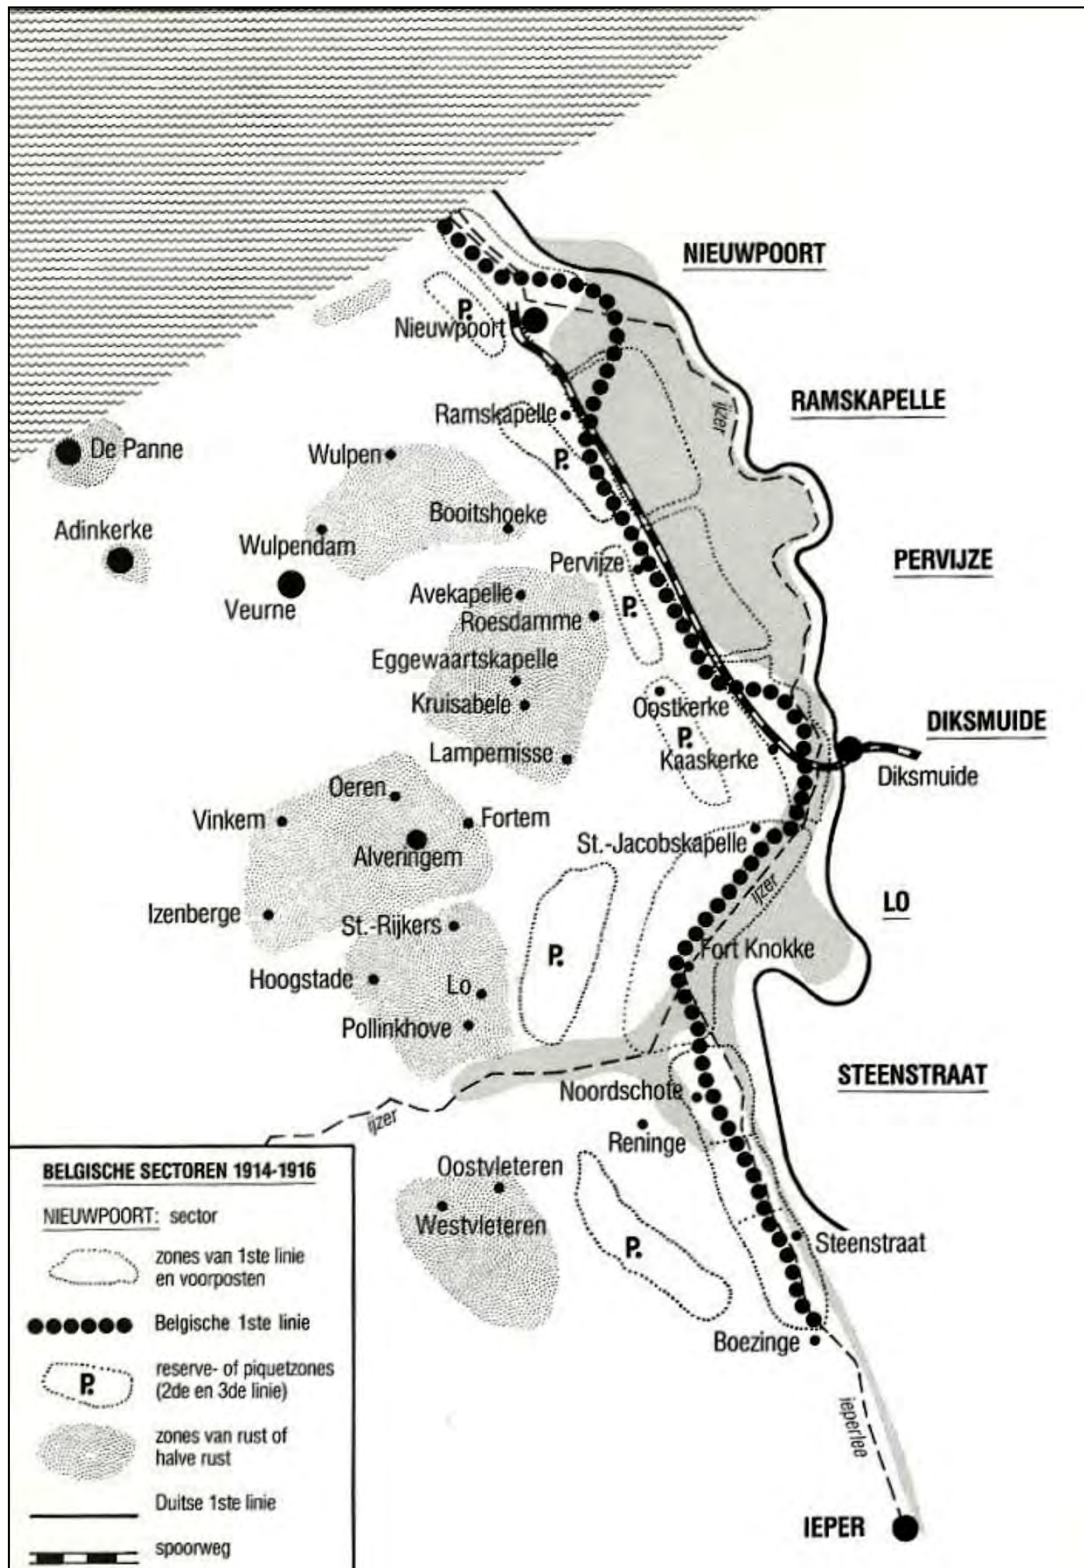 NIEUWPOORT
P.
Nieuwpoort
RAMSKAPELLE
ijzer
Ramskapelle
De Panne
Wulpen
P.
Booitshoeke
Adinkerke
Wulpendam
Pervijze
PERVIJZE
Veurne
Avekapelle
P.
Roesdamme
Eggewaartskapelle
Kruisabele
Oostkerke
DIKSMUIDE
P.
Lampernisse
Kaaskerke
Diksmuide
Oeren
Vinkem
Fortem
St.-Jacobskapelle
Alveringem
ijzer
LO
Izenberge
St.-Rijkers
Fort Knokke
P.
Hoogstade
Lo
Pollinkhove
STEENSTRAAT
Noordschote
ijzer
Reninge
Oostvleteren
Westvleteren
P.
Steenstraat
Boezinge
ieperlee
IEPER
BELGISCHE SECTOREN 1914-1916
NIEUWPOORT: sector
zones van 1ste linie
en voorposten
Belgische 1ste linie
P.
reserve- of piquetzones
(2de en 3de linie)
zones van rust of
halve rust
Duitse 1ste linie
spoorweg